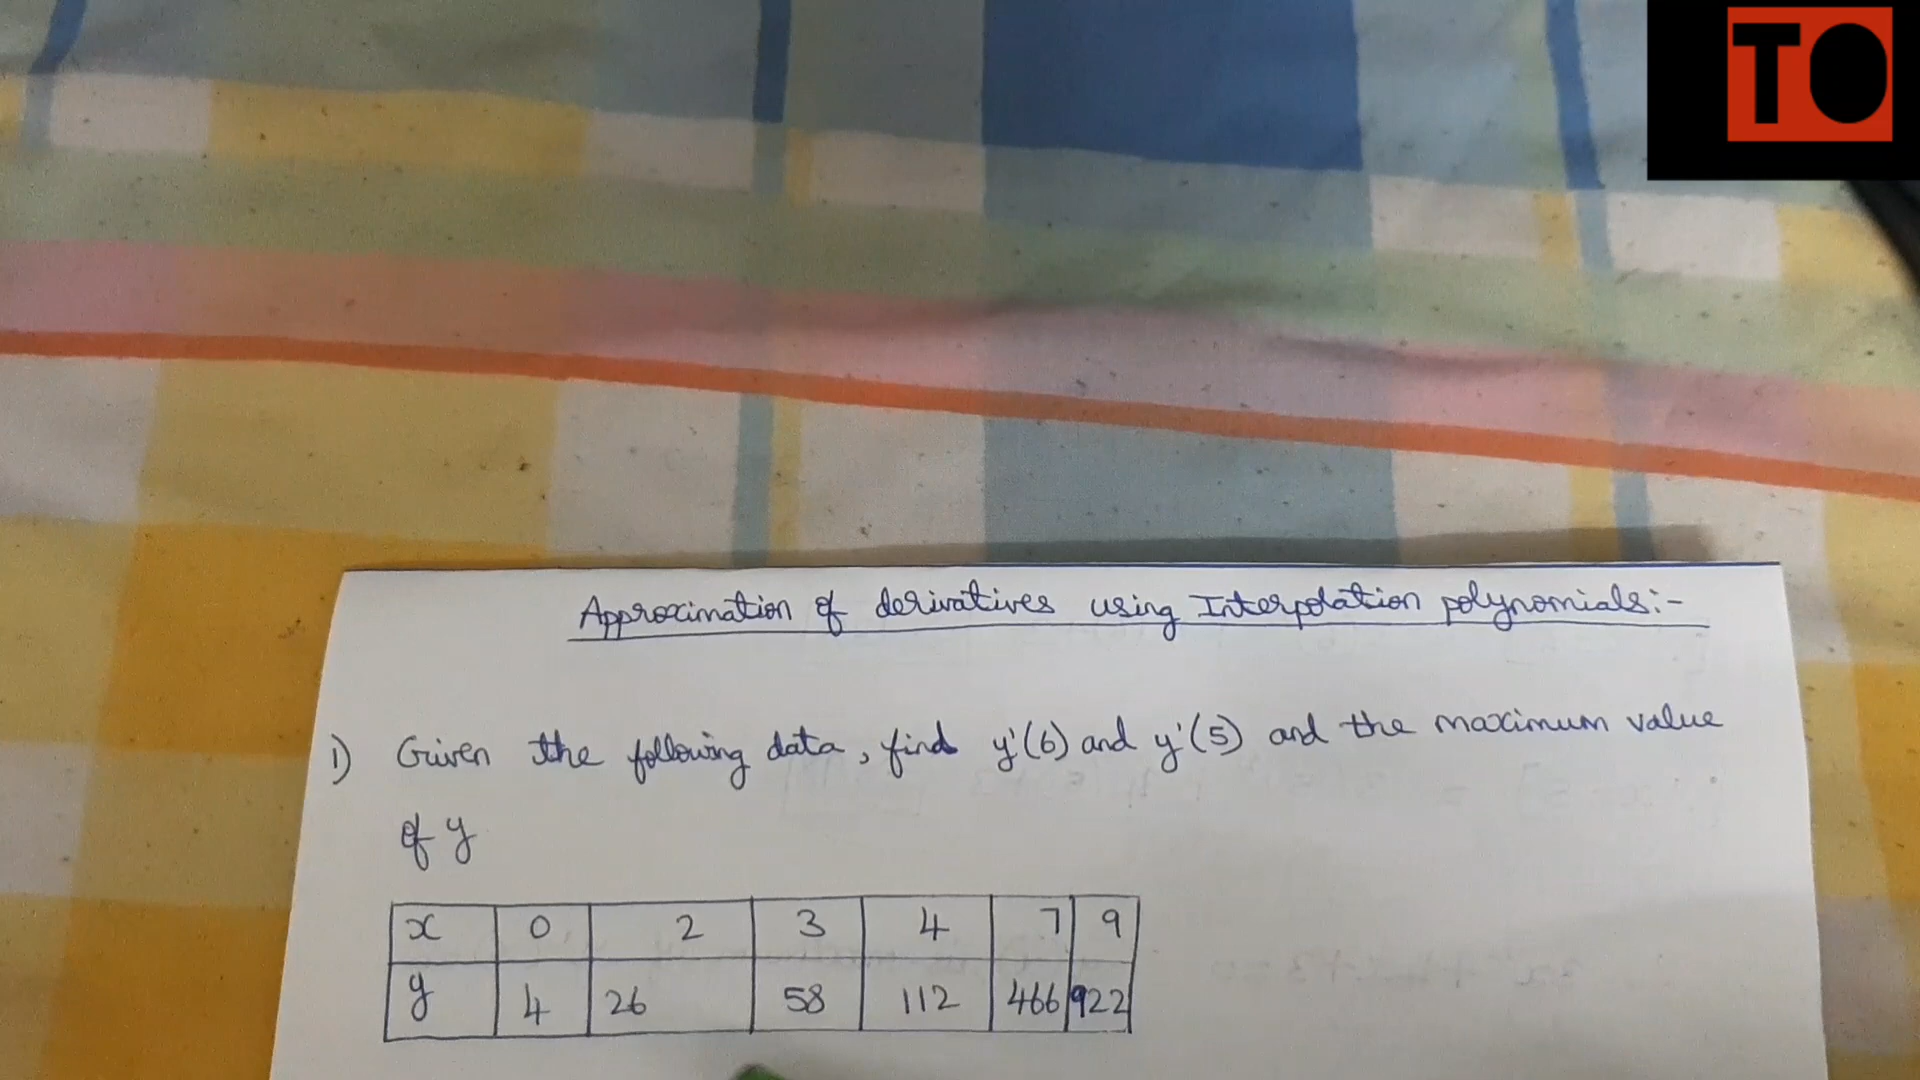 TO
Approximation of derivatives using Interpolation polynomials:-
1) Given the following data, find y'(6) and y'(5) and the maximum value
of y
x 0 2 3 4 7 9
y 4 26 58 112 466 922